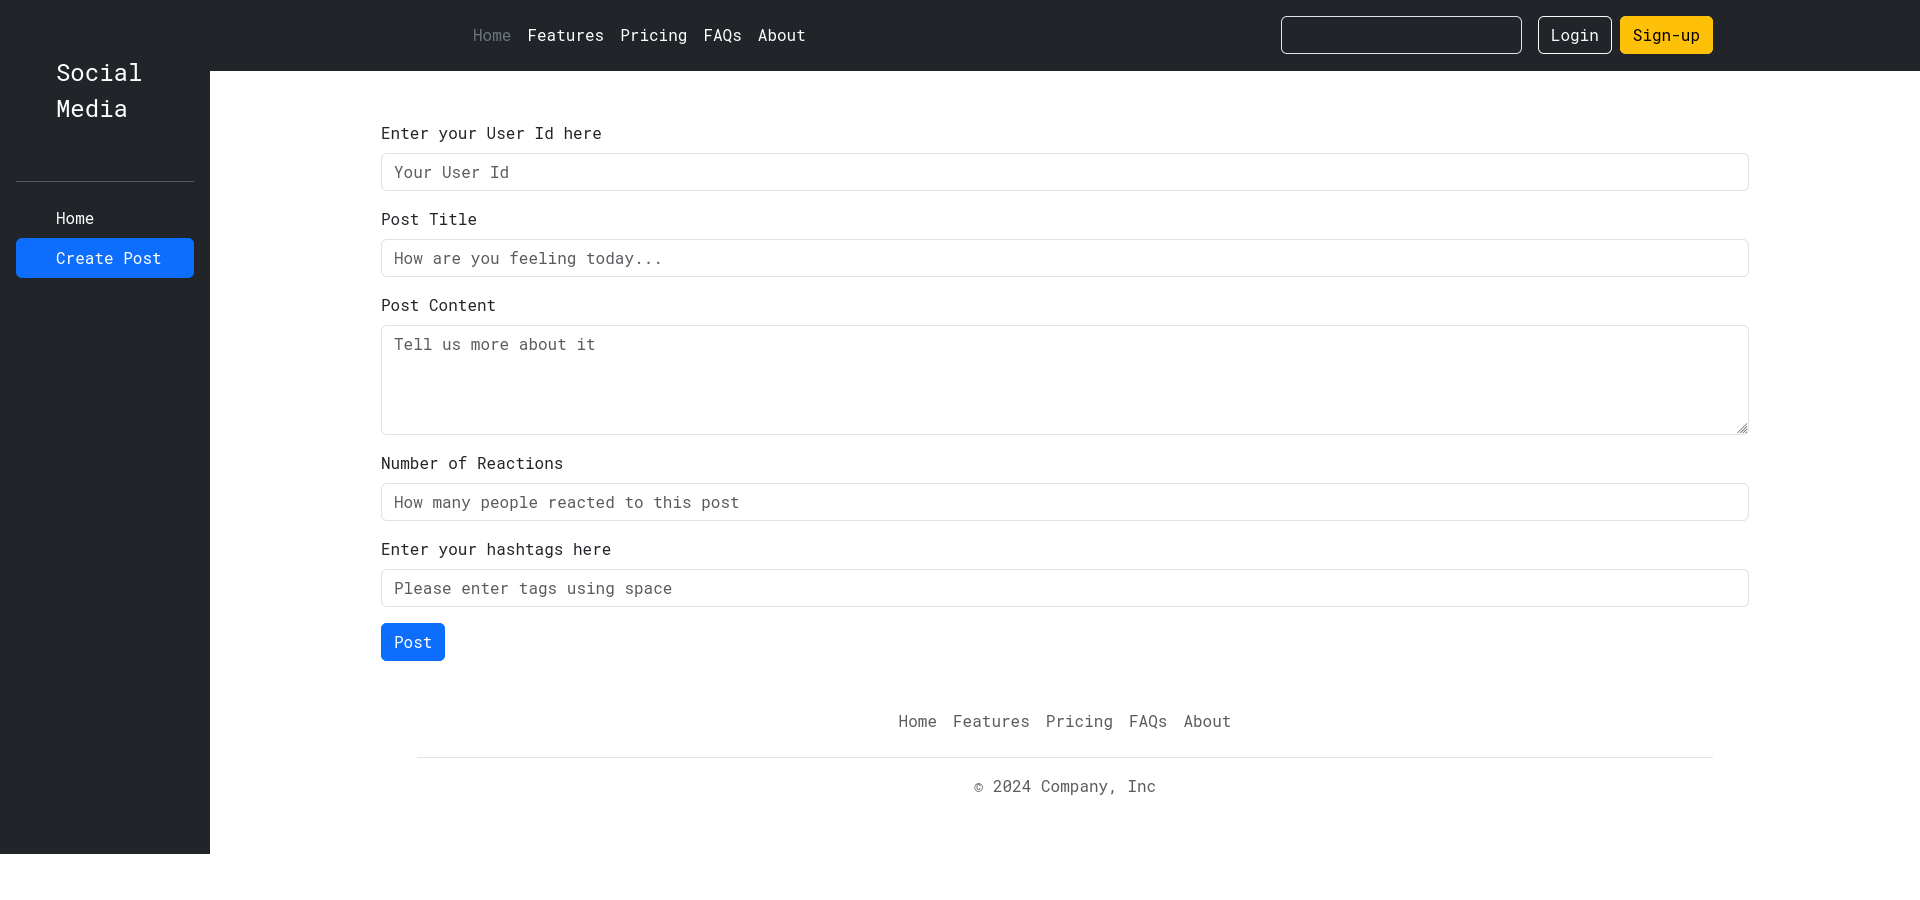 Social
Media
Home
Create Post
Home Features Pricing FAQs About
Login Sign-up
Enter your User Id here
Your User Id
Post Title
How are you feeling today...
Post Content
Tell us more about it
Number of Reactions
How many people reacted to this post
Enter your hashtags here
Please enter tags using space
Post
Home Features Pricing FAQs About
© 2024 Company, Inc